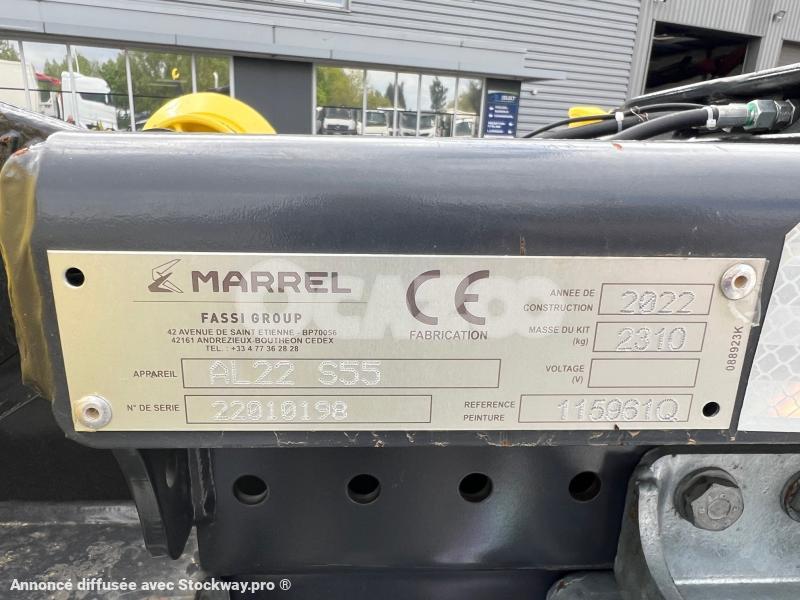 MARREL
FASSI GROUP
42 AVENUE DE SAINT ETIENNE - BP70056
42161 ANDREZIEUX-BOUTHEON CEDEX
TEL. : +33 4 77 36 28 28
CE
FABRICATION
ANNEE DE CONSTRUCTION 2022
MASSE DU KIT (kg) 2310
VOLTAGE (V)
APPAREIL AL22 S55
N° DE SERIE 22010198
REFERENCE PEINTURE 115961Q
088923K
Annoncé diffusée avec Stockway.pro ®